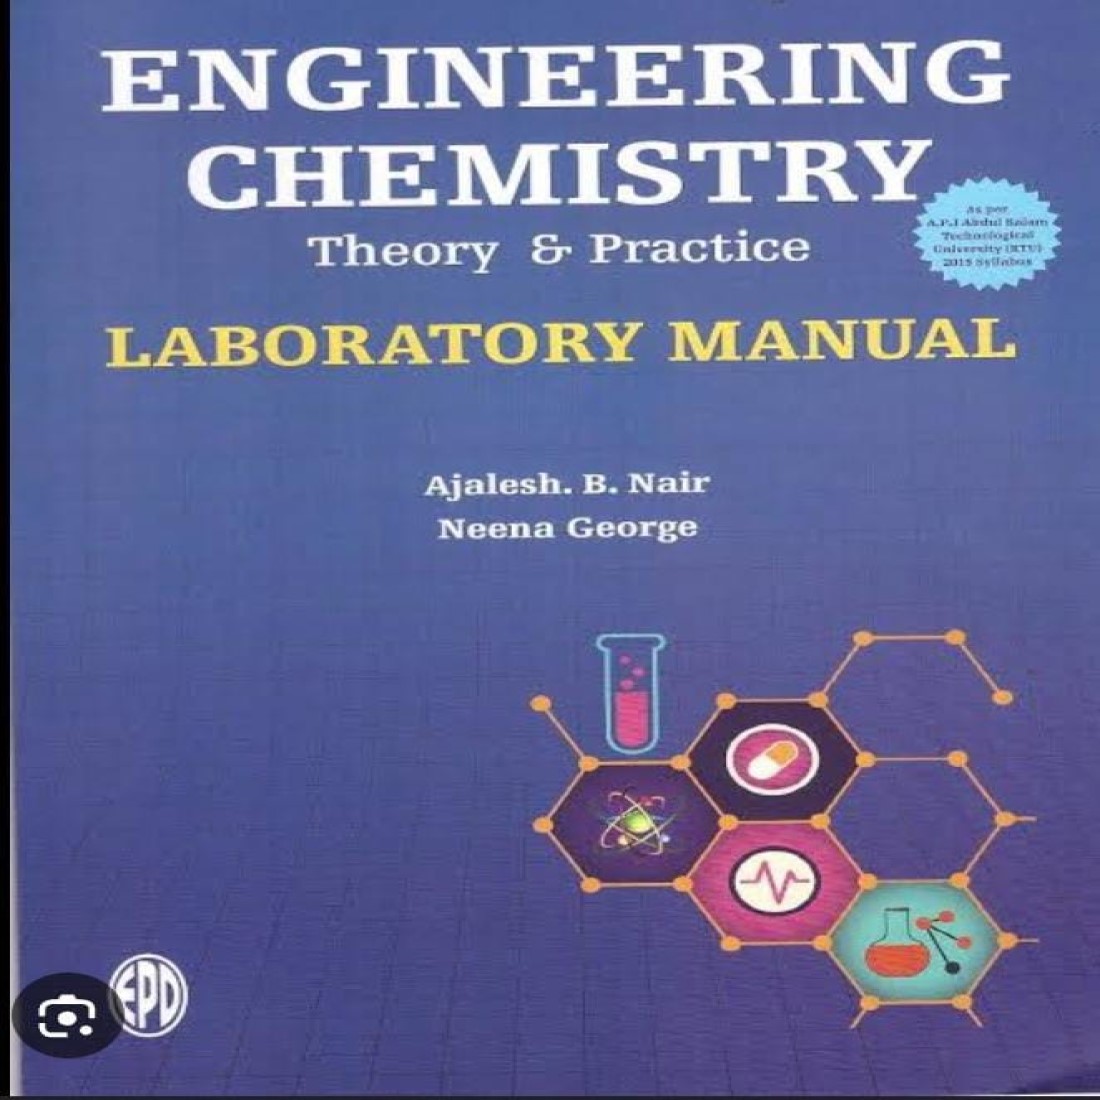 ENGINEERING
CHEMISTRY
Theory & Practice
As per
A.P.J Abdul Kalam
Technological
University (KTU)
2015 Syllabus
LABORATORY MANUAL
Ajalesh. B. Nair
Neena George
EPD